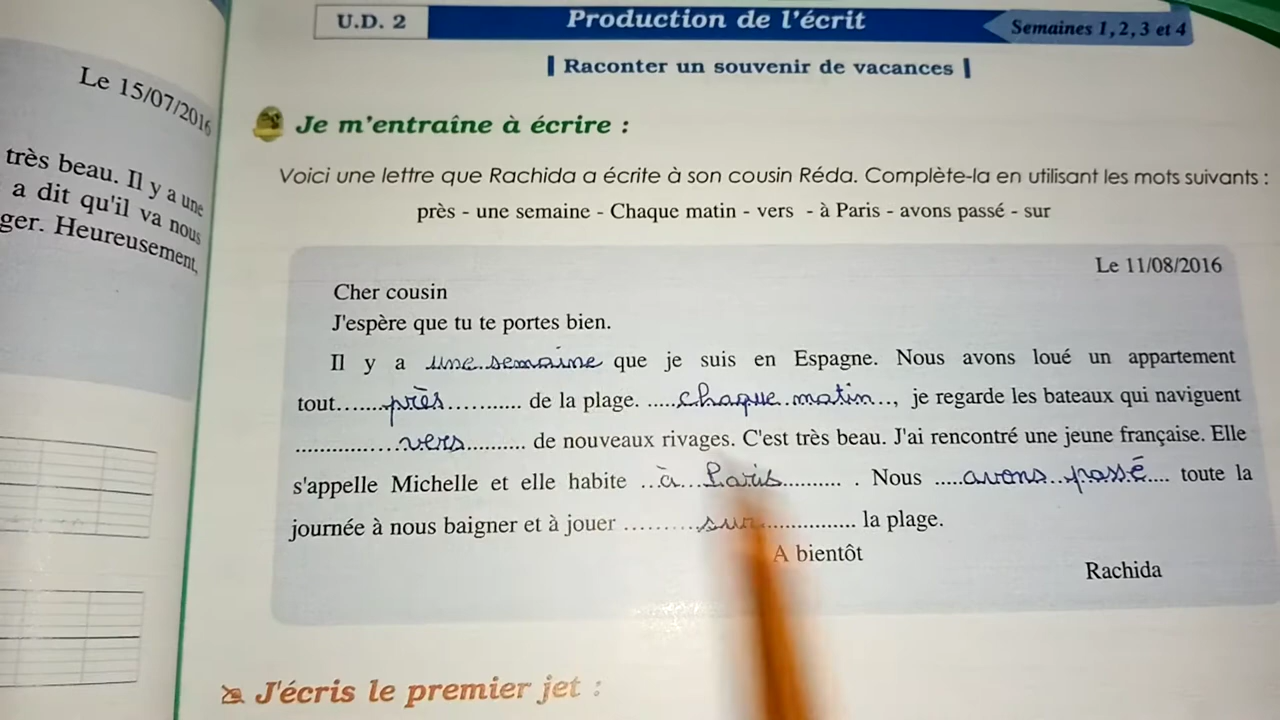 Le 15/07/2016
très beau. Il y a une
a dit qu'il va nous
ger. Heureusement,
U.D. 2
Production de l'écrit
Semaines 1, 2, 3 et 4
Raconter un souvenir de vacances
Je m'entraîne à écrire :
Voici une lettre que Rachida a écrite à son cousin Réda. Complète-la en utilisant les mots suivants :
près - une semaine - Chaque matin - vers - à Paris - avons passé - sur
Le 11/08/2016
Cher cousin
J'espère que tu te portes bien.
Il y a une semaine que je suis en Espagne. Nous avons loué un appartement
tout......près............ de la plage. .....chaque matin.., je regarde les bateaux qui naviguent
................vers.......... de nouveaux rivages. C'est très beau. J'ai rencontré une jeune française. Elle
s'appelle Michelle et elle habite ..à Paris.......... . Nous .....avons passé.... toute la
journée à nous baigner et à jouer .........sur............... la plage.
A bientôt
Rachida
J'écris le premier jet :